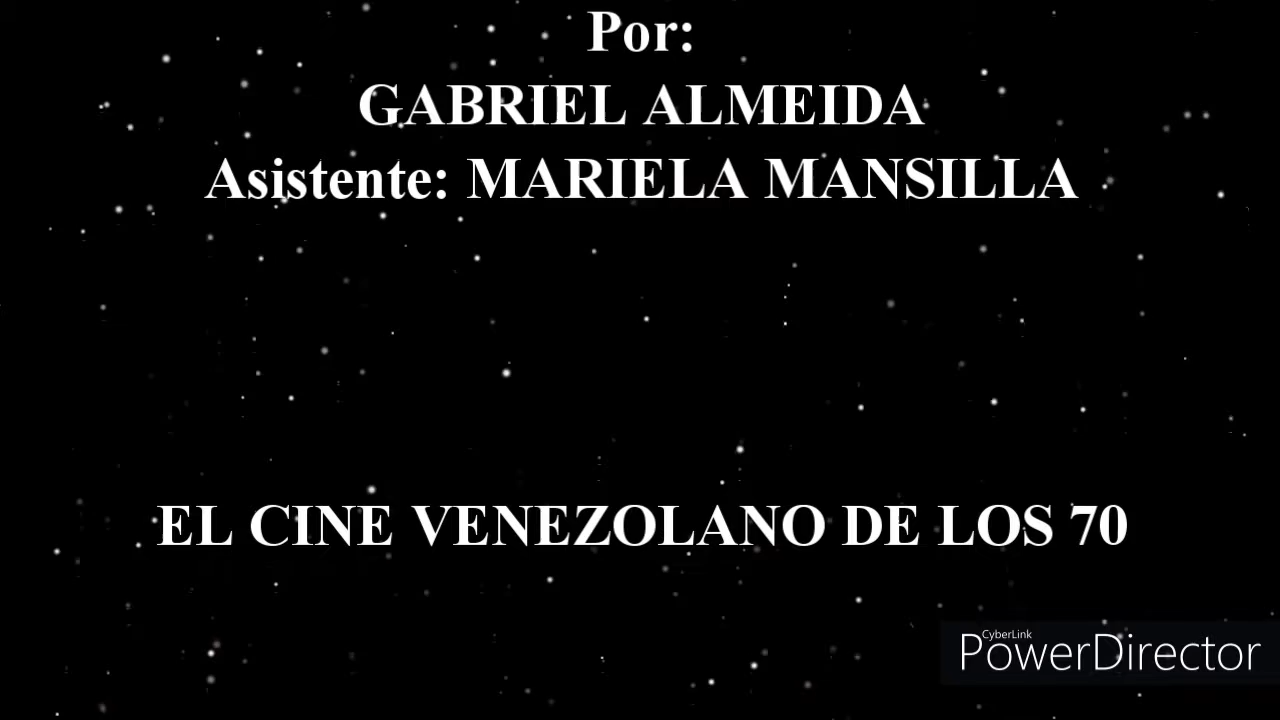 Por:
GABRIEL ALMEIDA
Asistente: MARIELA MANSILLA
EL CINE VENEZOLANO DE LOS 70
CyberLink
PowerDirector